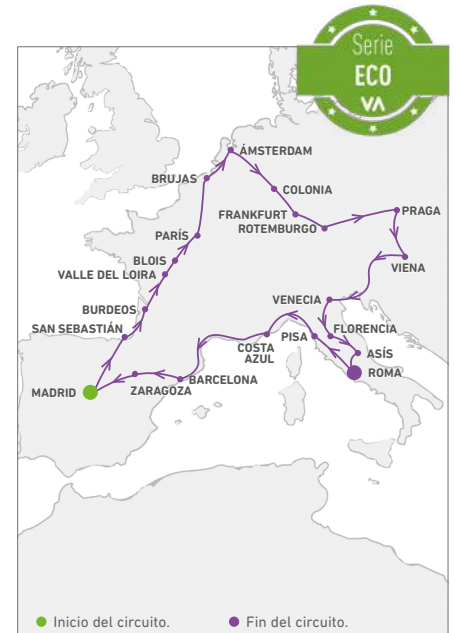 Serie
ECO
VA
ÁMSTERDAM
BRUJAS
COLONIA
FRANKFURT
PRAGA
ROTEMBURGO
PARÍS
BLOIS
VIENA
VALLE DEL LOIRA
VENECIA
BURDEOS
SAN SEBASTIÁN
FLORENCIA
PISA
COSTA
AZUL
ASÍS
ROMA
BARCELONA
MADRID
ZARAGOZA
Inicio del circuito.
Fin del circuito.